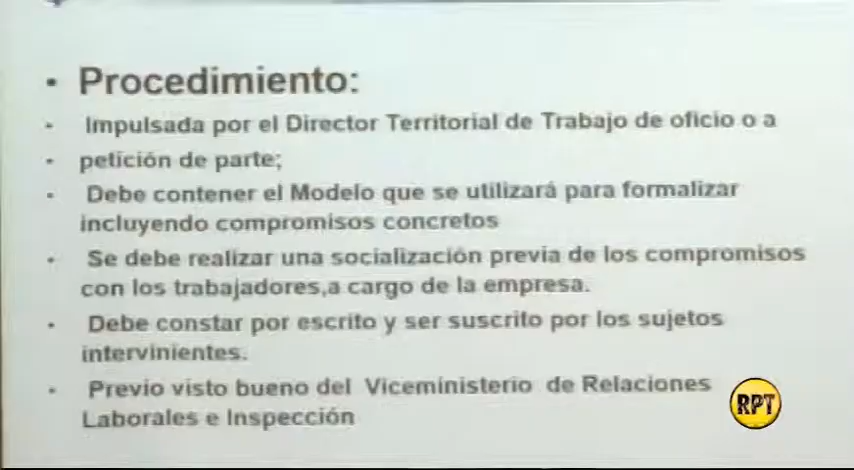 • Procedimiento:
• Impulsada por el Director Territorial de Trabajo de oficio o a
• petición de parte;
• Debe contener el Modelo que se utilizará para formalizar
incluyendo compromisos concretos
• Se debe realizar una socialización previa de los compromisos
con los trabajadores,a cargo de la empresa.
• Debe constar por escrito y ser suscrito por los sujetos
intervinientes.
• Previo visto bueno del Viceministerio de Relaciones
Laborales e Inspección
RPT